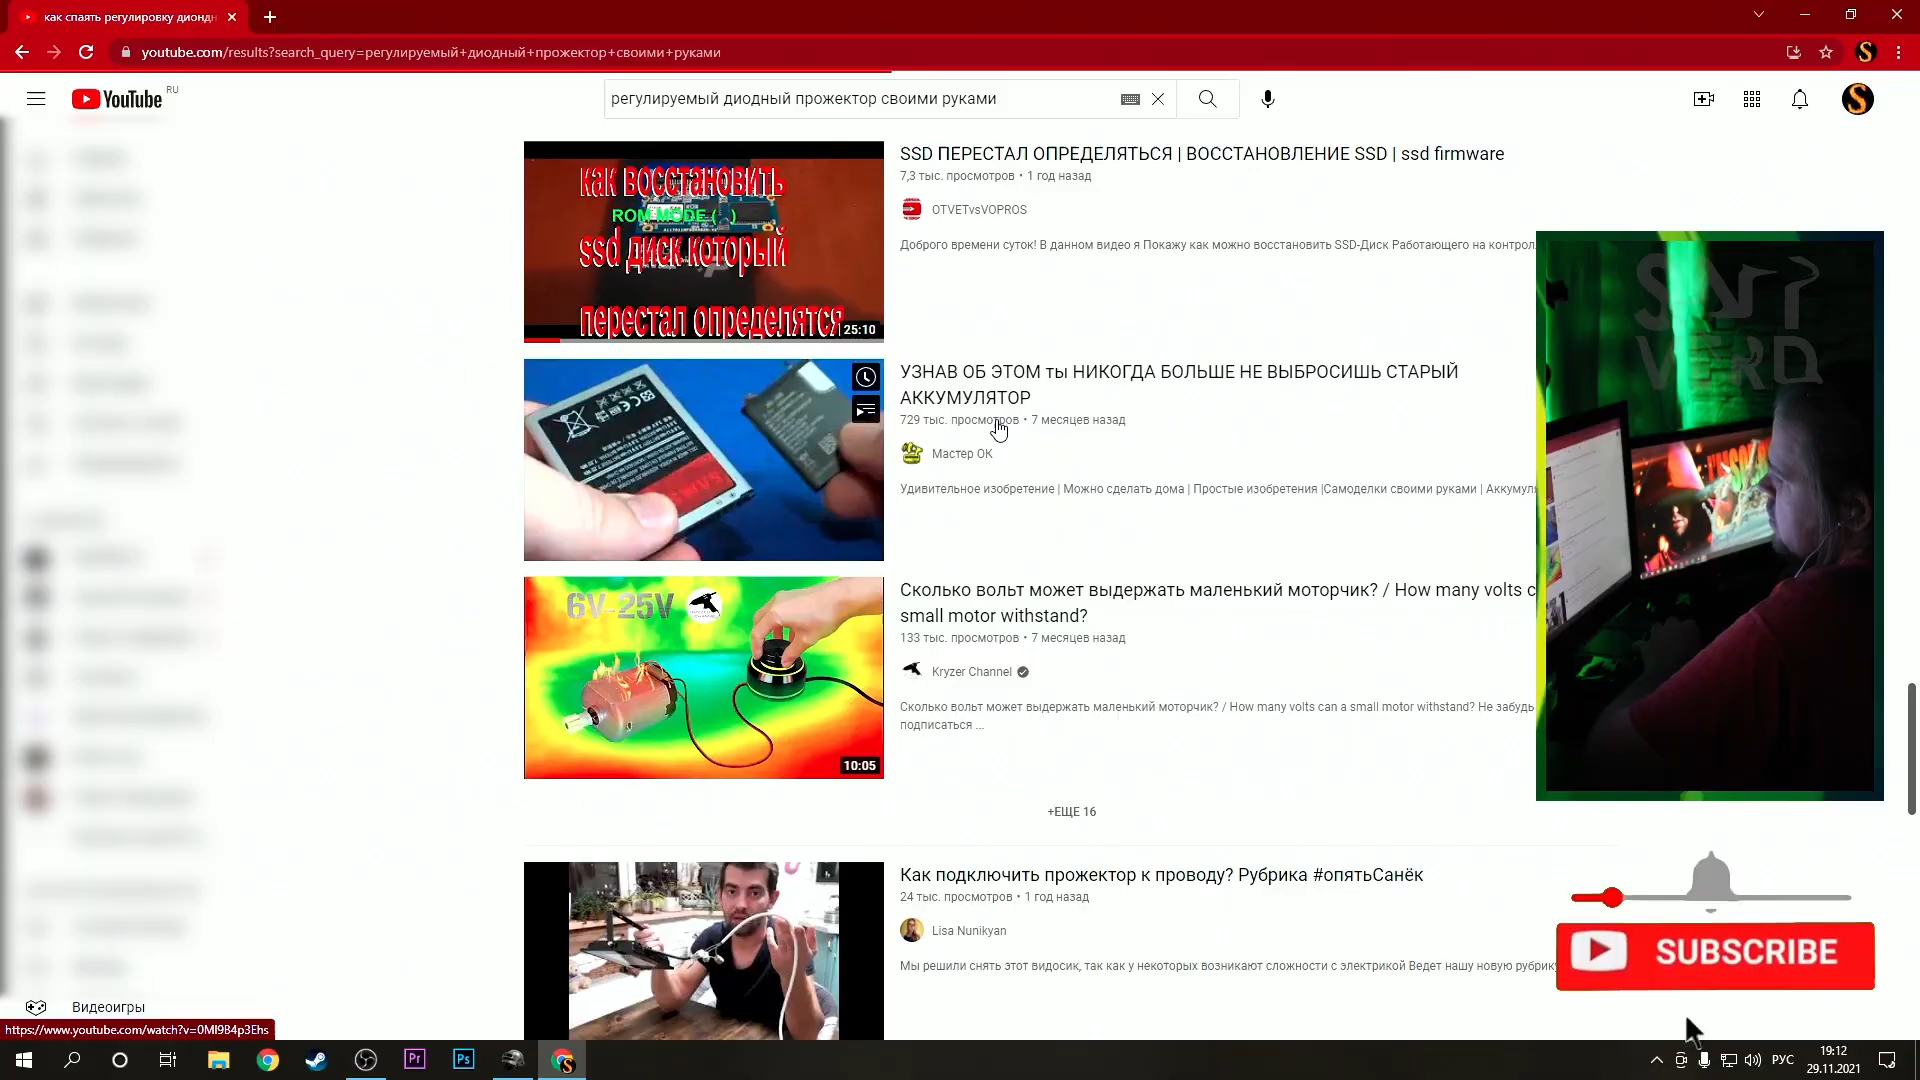 как спаять регулировку диодн
youtube.com/results?search_query=регулируемый+диодный+прожектор+своими+руками
YouTube RU
регулируемый диодный прожектор своими руками
как восстановить
ROM MODE ( )
ssd диск который
перестал определятся
25:10
SSD ПЕРЕСТАЛ ОПРЕДЕЛЯТЬСЯ | ВОССТАНОВЛЕНИЕ SSD | ssd firmware
7,3 тыс. просмотров • 1 год назад
OTVETvsVOPROS
Доброго времени суток! В данном видео я Покажу как можно восстановить SSD-Диск Работающего на контрол
УЗНАВ ОБ ЭТОМ ты НИКОГДА БОЛЬШЕ НЕ ВЫБРОСИШЬ СТАРЫЙ
АККУМУЛЯТОР
729 тыс. просмотров • 7 месяцев назад
Мастер ОК
Удивительное изобретение | Можно сделать дома | Простые изобретения |Самоделки своими руками | Аккумул
6V-25V
10:05
Сколько вольт может выдержать маленький моторчик? / How many volts c
small motor withstand?
133 тыс. просмотров • 7 месяцев назад
Kryzer Channel
Сколько вольт может выдержать маленький моторчик? / How many volts can a small motor withstand? Не забудь
подписаться ...
+ЕЩЕ 16
Как подключить прожектор к проводу? Рубрика #опятьСанёк
24 тыс. просмотров • 1 год назад
Lisa Nunikyan
Мы решили снять этот видосик, так как у некоторых возникают сложности с электрикой Ведет нашу новую рубрик
SUBSCRIBE
Видеоигры
https://www.youtube.com/watch?v=0MI9B4p3Ehs
Pr
Ps
РУС
19:12
29.11.2021